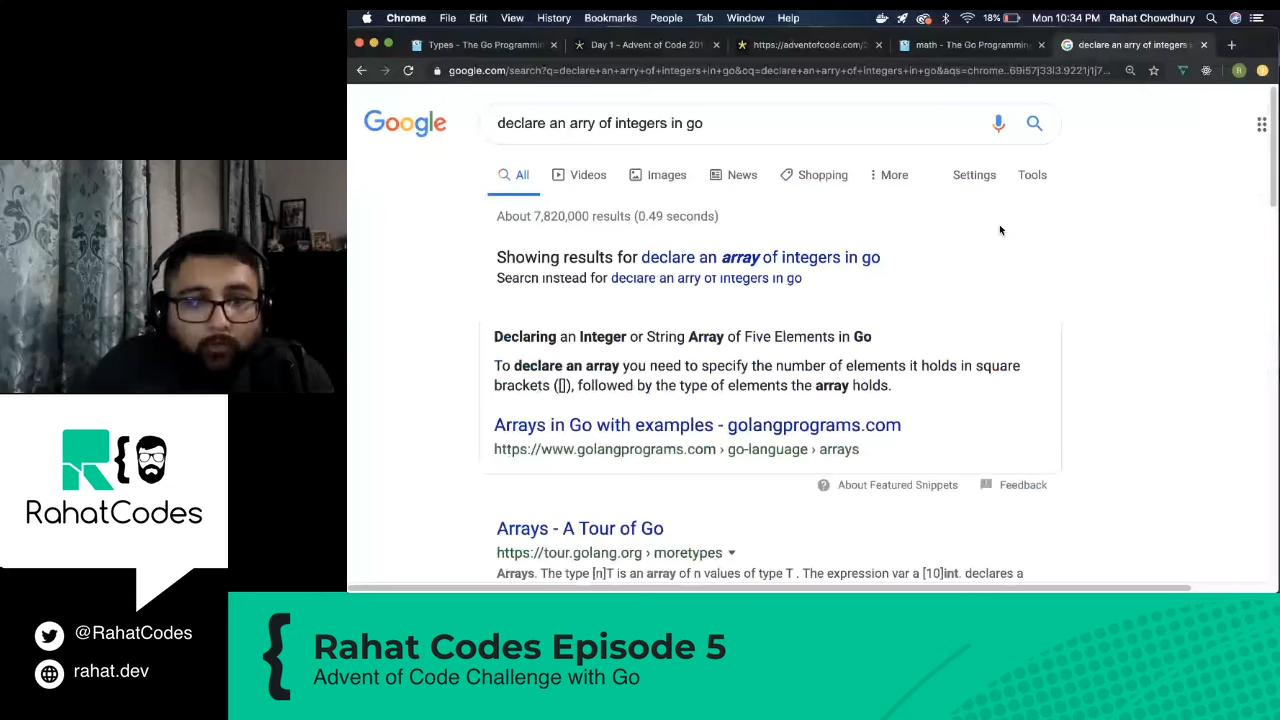 Chrome File Edit View History Bookmarks People Tab Window Help 18% Mon 10:34 PM Rahat Chowdhury
Types - The Go Programmin × Day 1 - Advent of Code 201 × https://adventofcode.com/2 × math - The Go Programmin × declare an arry of integers i ×
google.com/search?q=declare+an+arry+of+integers+in+go&oq=declare+an+arry+of+integers+in+go&aqs=chrome..69i57j33l3.9221j1j7... R
Google
declare an arry of integers in go
All Videos Images News Shopping More Settings Tools
About 7,820,000 results (0.49 seconds)
Showing results for declare an array of integers in go
Search instead for declare an arry of integers in go
Declaring an Integer or String Array of Five Elements in Go
To declare an array you need to specify the number of elements it holds in square
brackets ([]), followed by the type of elements the array holds.
Arrays in Go with examples - golangprograms.com
https://www.golangprograms.com › go-language › arrays
About Featured Snippets Feedback
Arrays - A Tour of Go
https://tour.golang.org › moretypes
Arrays. The type [n]T is an array of n values of type T . The expression var a [10]int. declares a
R{
RahatCodes
@RahatCodes
rahat.dev
{ Rahat Codes Episode 5
Advent of Code Challenge with Go